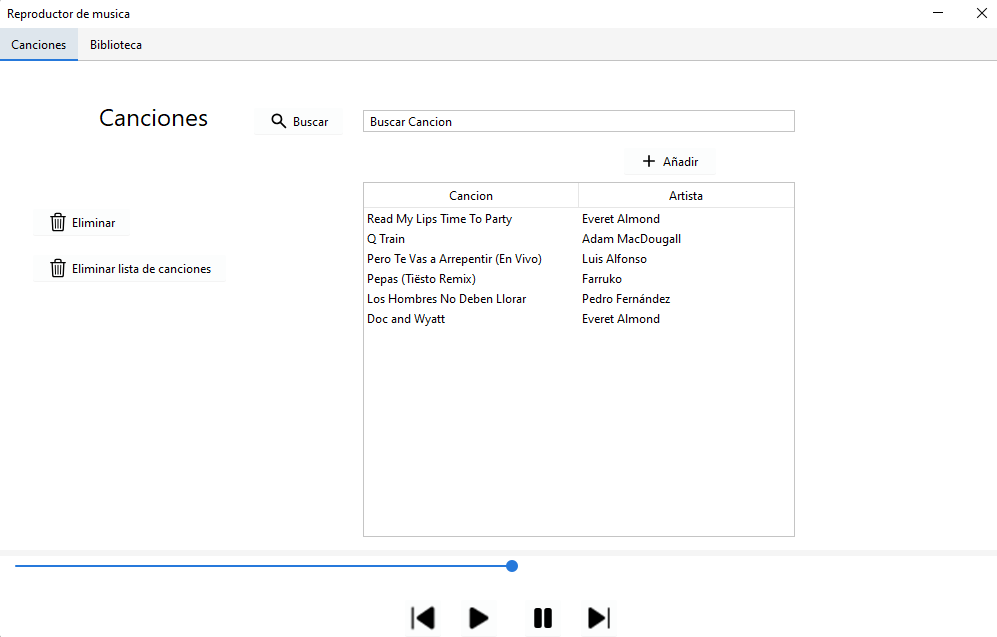 Reproductor de musica
Canciones Biblioteca
Canciones Buscar Buscar Cancion
Añadir
Cancion Artista
Read My Lips Time To Party Everet Almond
Eliminar
Q Train Adam MacDougall
Pero Te Vas a Arrepentir (En Vivo) Luis Alfonso
Eliminar lista de canciones
Pepas (Tiësto Remix) Farruko
Los Hombres No Deben Llorar Pedro Fernández
Doc and Wyatt Everet Almond